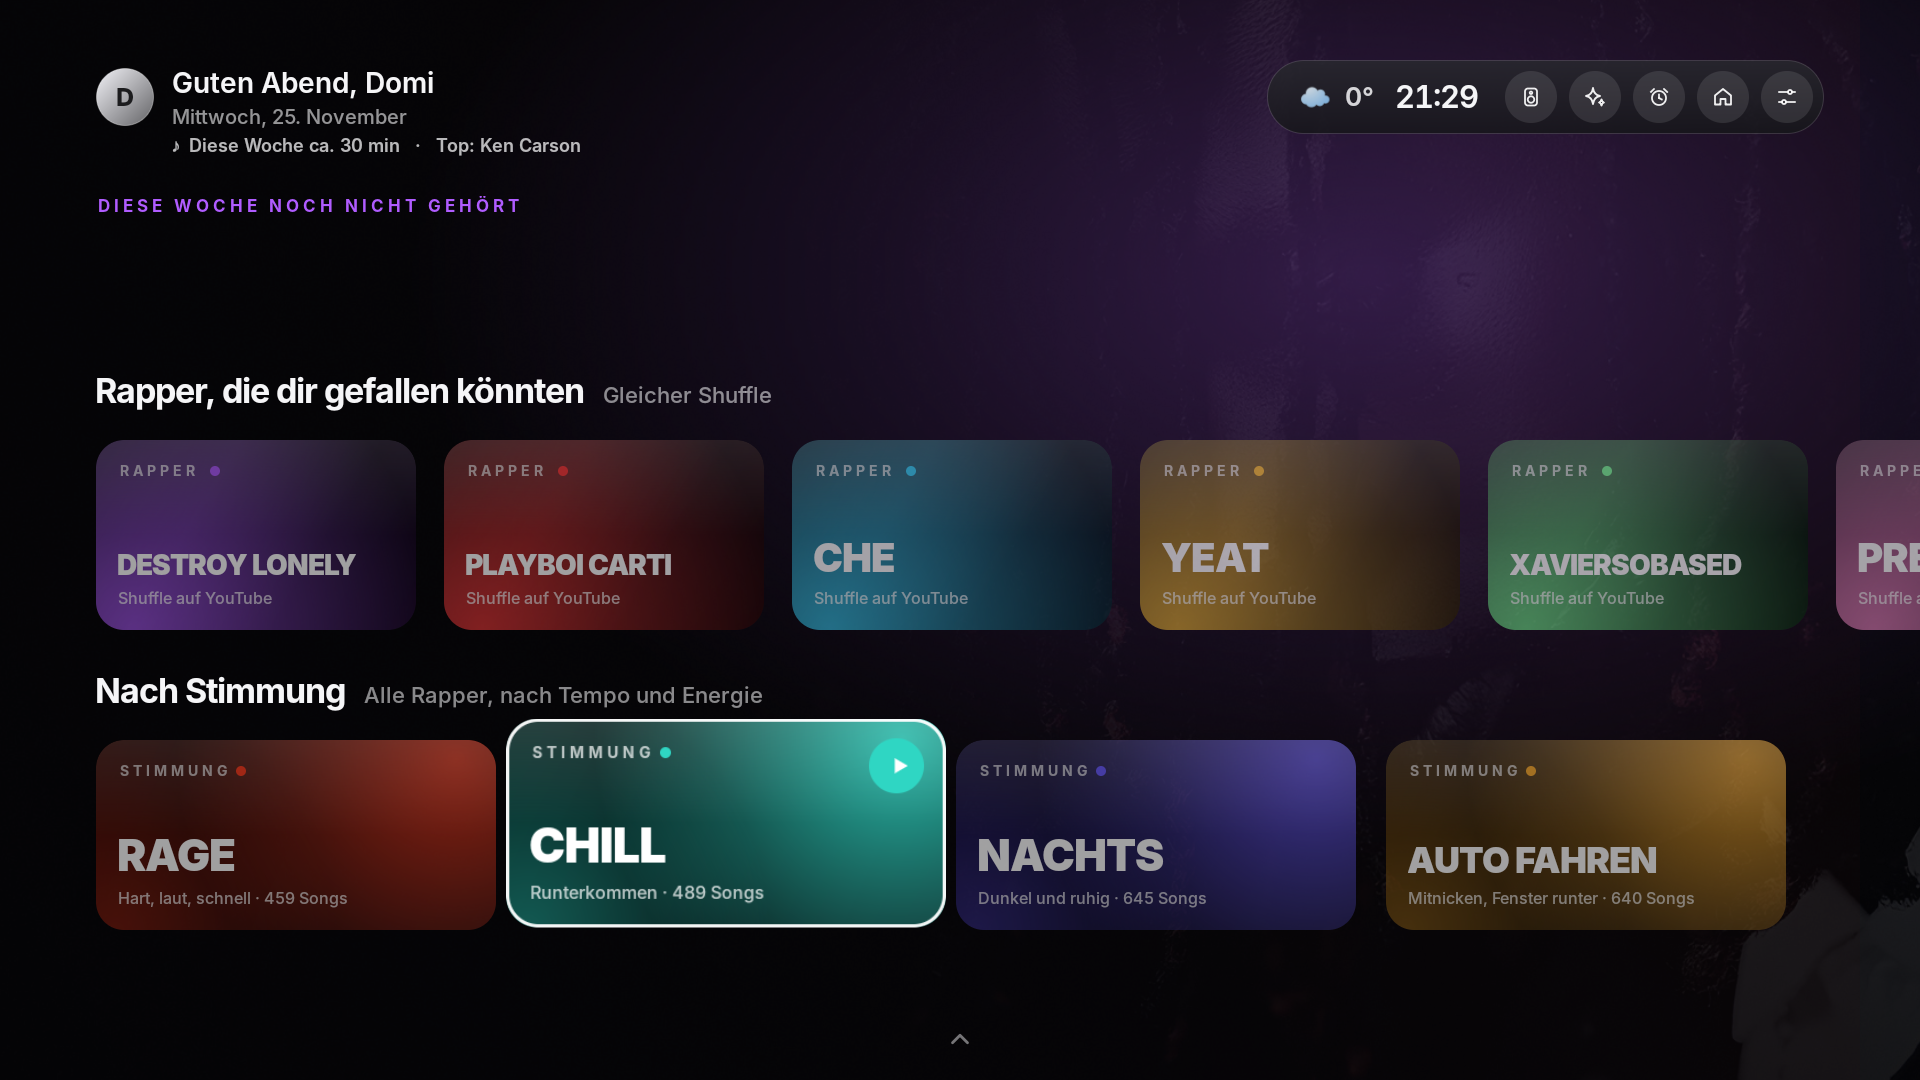 D
Guten Abend, Domi
Mittwoch, 25. November
♪ Diese Woche ca. 30 min · Top: Ken Carson
0° 21:29
DIESE WOCHE NOCH NICHT GEHÖRT
Rapper, die dir gefallen könnten Gleicher Shuffle
RAPPER
DESTROY LONELY
Shuffle auf YouTube
RAPPER
PLAYBOI CARTI
Shuffle auf YouTube
RAPPER
CHE
Shuffle auf YouTube
RAPPER
YEAT
Shuffle auf YouTube
RAPPER
XAVIERSOBASED
Shuffle auf YouTube
RAPPE
PRE
Shuffle a
Nach Stimmung Alle Rapper, nach Tempo und Energie
STIMMUNG
RAGE
Hart, laut, schnell · 459 Songs
STIMMUNG
CHILL
Runterkommen · 489 Songs
STIMMUNG
NACHTS
Dunkel und ruhig · 645 Songs
STIMMUNG
AUTO FAHREN
Mitnicken, Fenster runter · 640 Songs